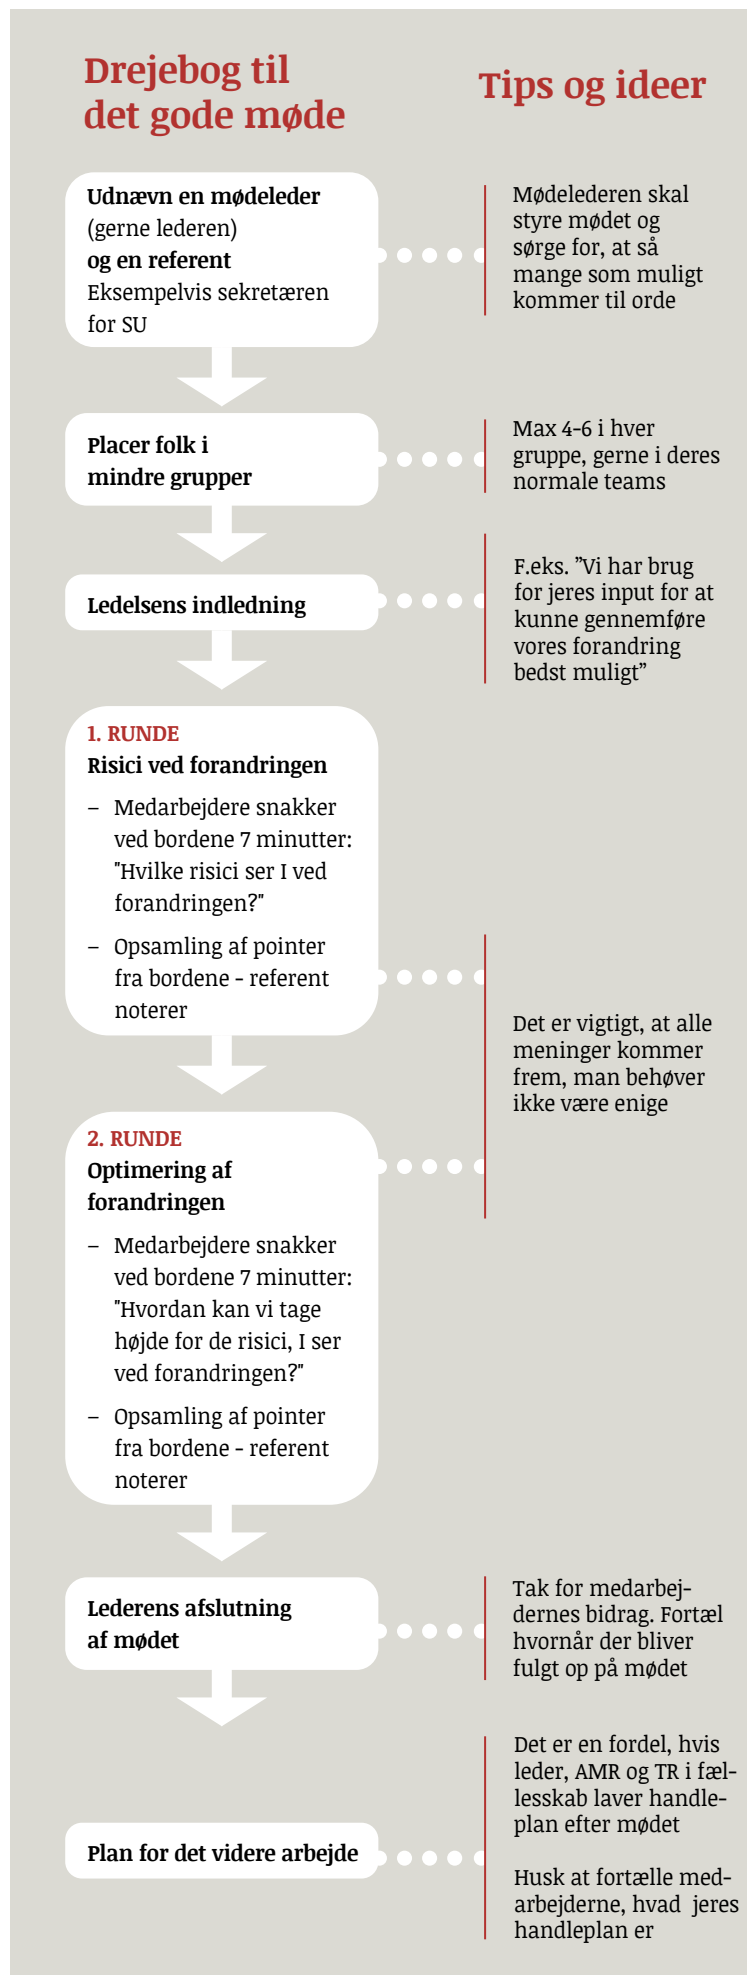 Drejebog til
det gode møde
Tips og ideer
Udnævn en mødeleder
(gerne lederen)
og en referent
Eksempelvis sekretæren
for SU
Mødelederen skal
styre mødet og
sørge for, at så
mange som muligt
kommer til orde
Placer folk i
mindre grupper
Max 4-6 i hver
gruppe, gerne i deres
normale teams
Ledelsens indledning
F.eks. ”Vi har brug
for jeres input for at
kunne gennemføre
vores forandring
bedst muligt”
1. RUNDE
Risici ved forandringen
– Medarbejdere snakker
ved bordene 7 minutter:
"Hvilke risici ser I ved
forandringen?"
– Opsamling af pointer
fra bordene - referent
noterer
Det er vigtigt, at alle
meninger kommer
frem, man behøver
ikke være enige
2. RUNDE
Optimering af
forandringen
– Medarbejdere snakker
ved bordene 7 minutter:
"Hvordan kan vi tage
højde for de risici, I ser
ved forandringen?"
– Opsamling af pointer
fra bordene - referent
noterer
Lederens afslutning
af mødet
Tak for medarbej-
dernes bidrag. Fortæl
hvornår der bliver
fulgt op på mødet
Plan for det videre arbejde
Det er en fordel, hvis
leder, AMR og TR i fæl-
lesskab laver handle-
plan efter mødet
Husk at fortælle med-
arbejderne, hvad jeres
handleplan er